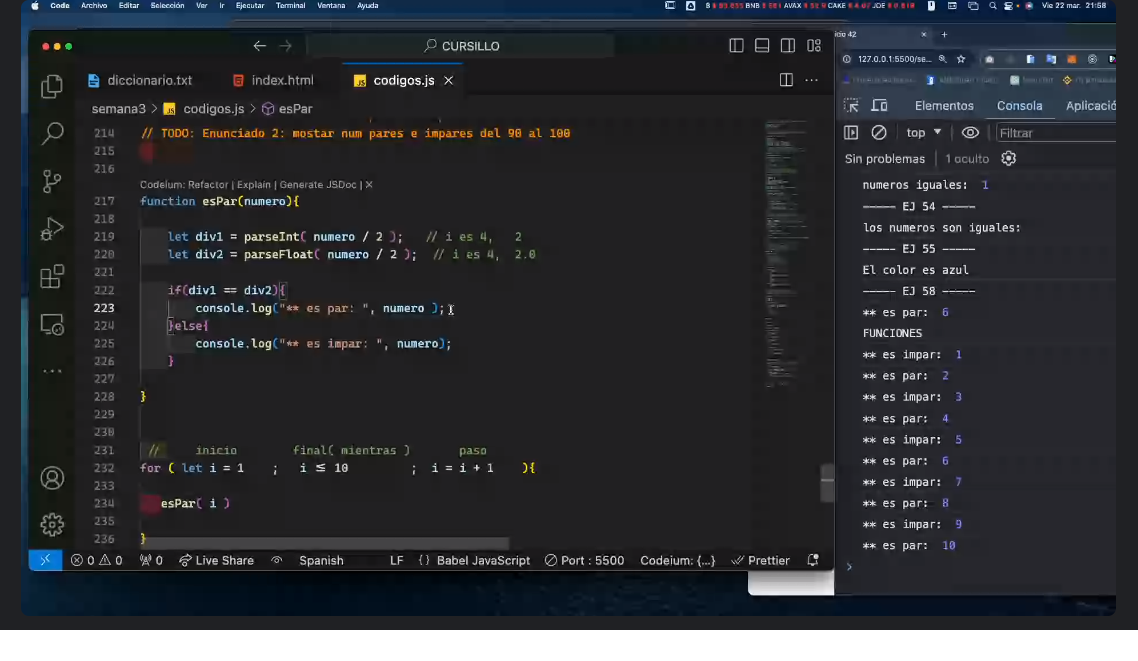 Code Archivo Editar Selección Ver Ir Ejecutar Terminal Ventana Ayuda
Vie 22 mar. 21:58
CURSILLO
diccionario.txt index.html codigos.js
semana3 > codigos.js > esPar
214 // TODO: Enunciado 2: mostar num pares e impares del 90 al 100
215
216
Codeium: Refactor | Explain | Generate JSDoc | X
217 function esPar(numero){
218
219 let div1 = parseInt( numero / 2 ); // i es 4, 2
220 let div2 = parseFloat( numero / 2 ); // i es 4, 2.0
221
222 if(div1 == div2){
223 console.log("** es par: ", numero );
224 }else{
225 console.log("** es impar: ", numero);
226 }
227
228 }
229
230
231 // inicio final( mientras ) paso
232 for ( let i = 1 ; i ≤ 10 ; i = i + 1 ){
233
234 esPar( i )
235
236 }
0 0 0 Live Share Spanish LF {} Babel JavaScript Port : 5500 Codeium: {...} Prettier
127.0.0.1:5500/se...
Elementos Consola Aplicació
top Filtrar
Sin problemas 1 oculto
numeros iguales: 1
----- EJ 54 -----
los numeros son iguales:
----- EJ 55 -----
El color es azul
----- EJ 58 -----
** es par: 6
FUNCIONES
** es impar: 1
** es par: 2
** es impar: 3
** es par: 4
** es impar: 5
** es par: 6
** es impar: 7
** es par: 8
** es impar: 9
** es par: 10